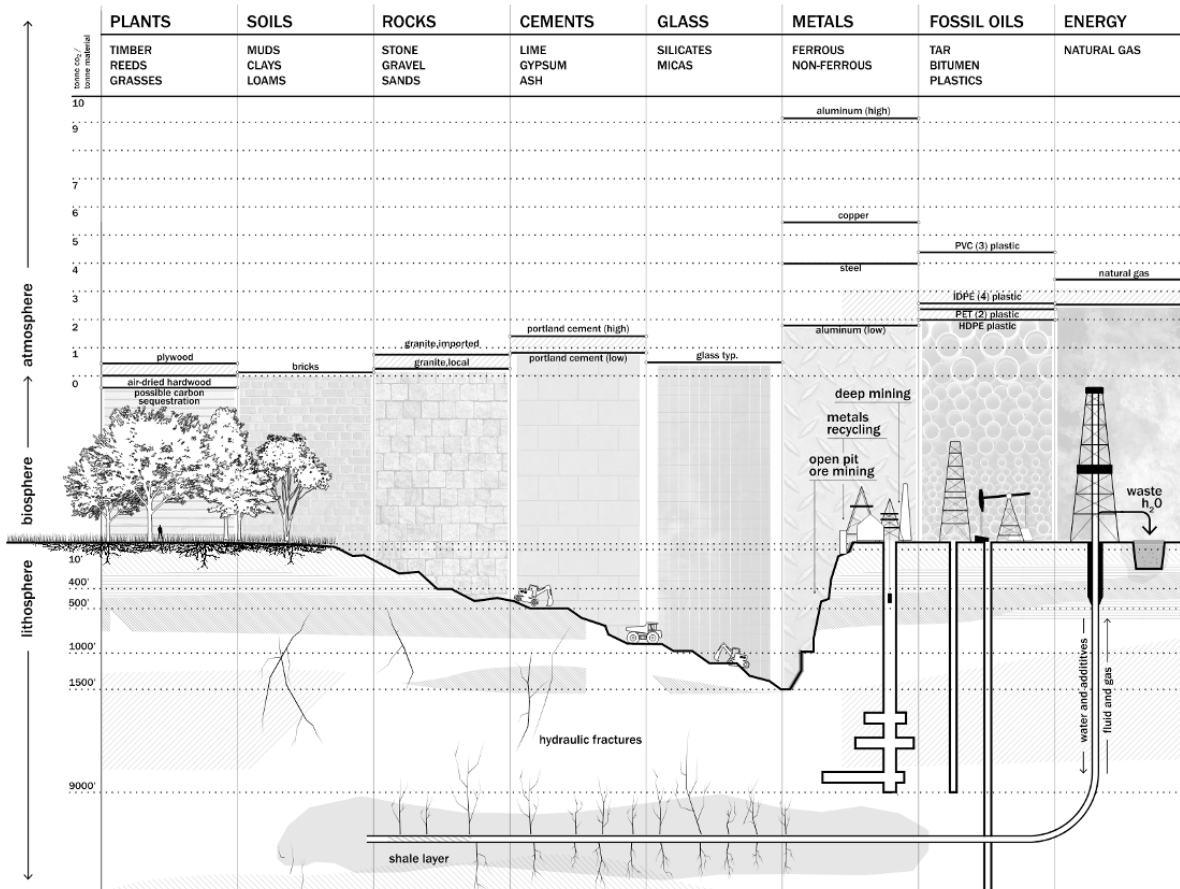 PLANTS
SOILS
ROCKS
CEMENTS
GLASS
METALS
FOSSIL OILS
ENERGY
tonne co2/
tonne material
TIMBER
REEDS
GRASSES
MUDS
CLAYS
LOAMS
STONE
GRAVEL
SANDS
LIME
GYPSUM
ASH
SILICATES
MICAS
FERROUS
NON-FERROUS
TAR
BITUMEN
PLASTICS
NATURAL GAS
10
9
7
6
5
4
3
2
1
0
atmosphere
biosphere
lithosphere
aluminum (high)
copper
PVC (3) plastic
steel
natural gas
lDPE (4) plastic
PET (2) plastic
HDPE plastic
portland cement (high)
aluminum (low)
granite,imported
portland cement (low)
glass typ.
plywood
bricks
granite,local
air-dried hardwood
possible carbon
sequestration
deep mining
metals
recycling
open pit
ore mining
waste
h2O
10'
400'
500'
1000'
1500'
9000'
water and additives
fluid and gas
hydraulic fractures
shale layer